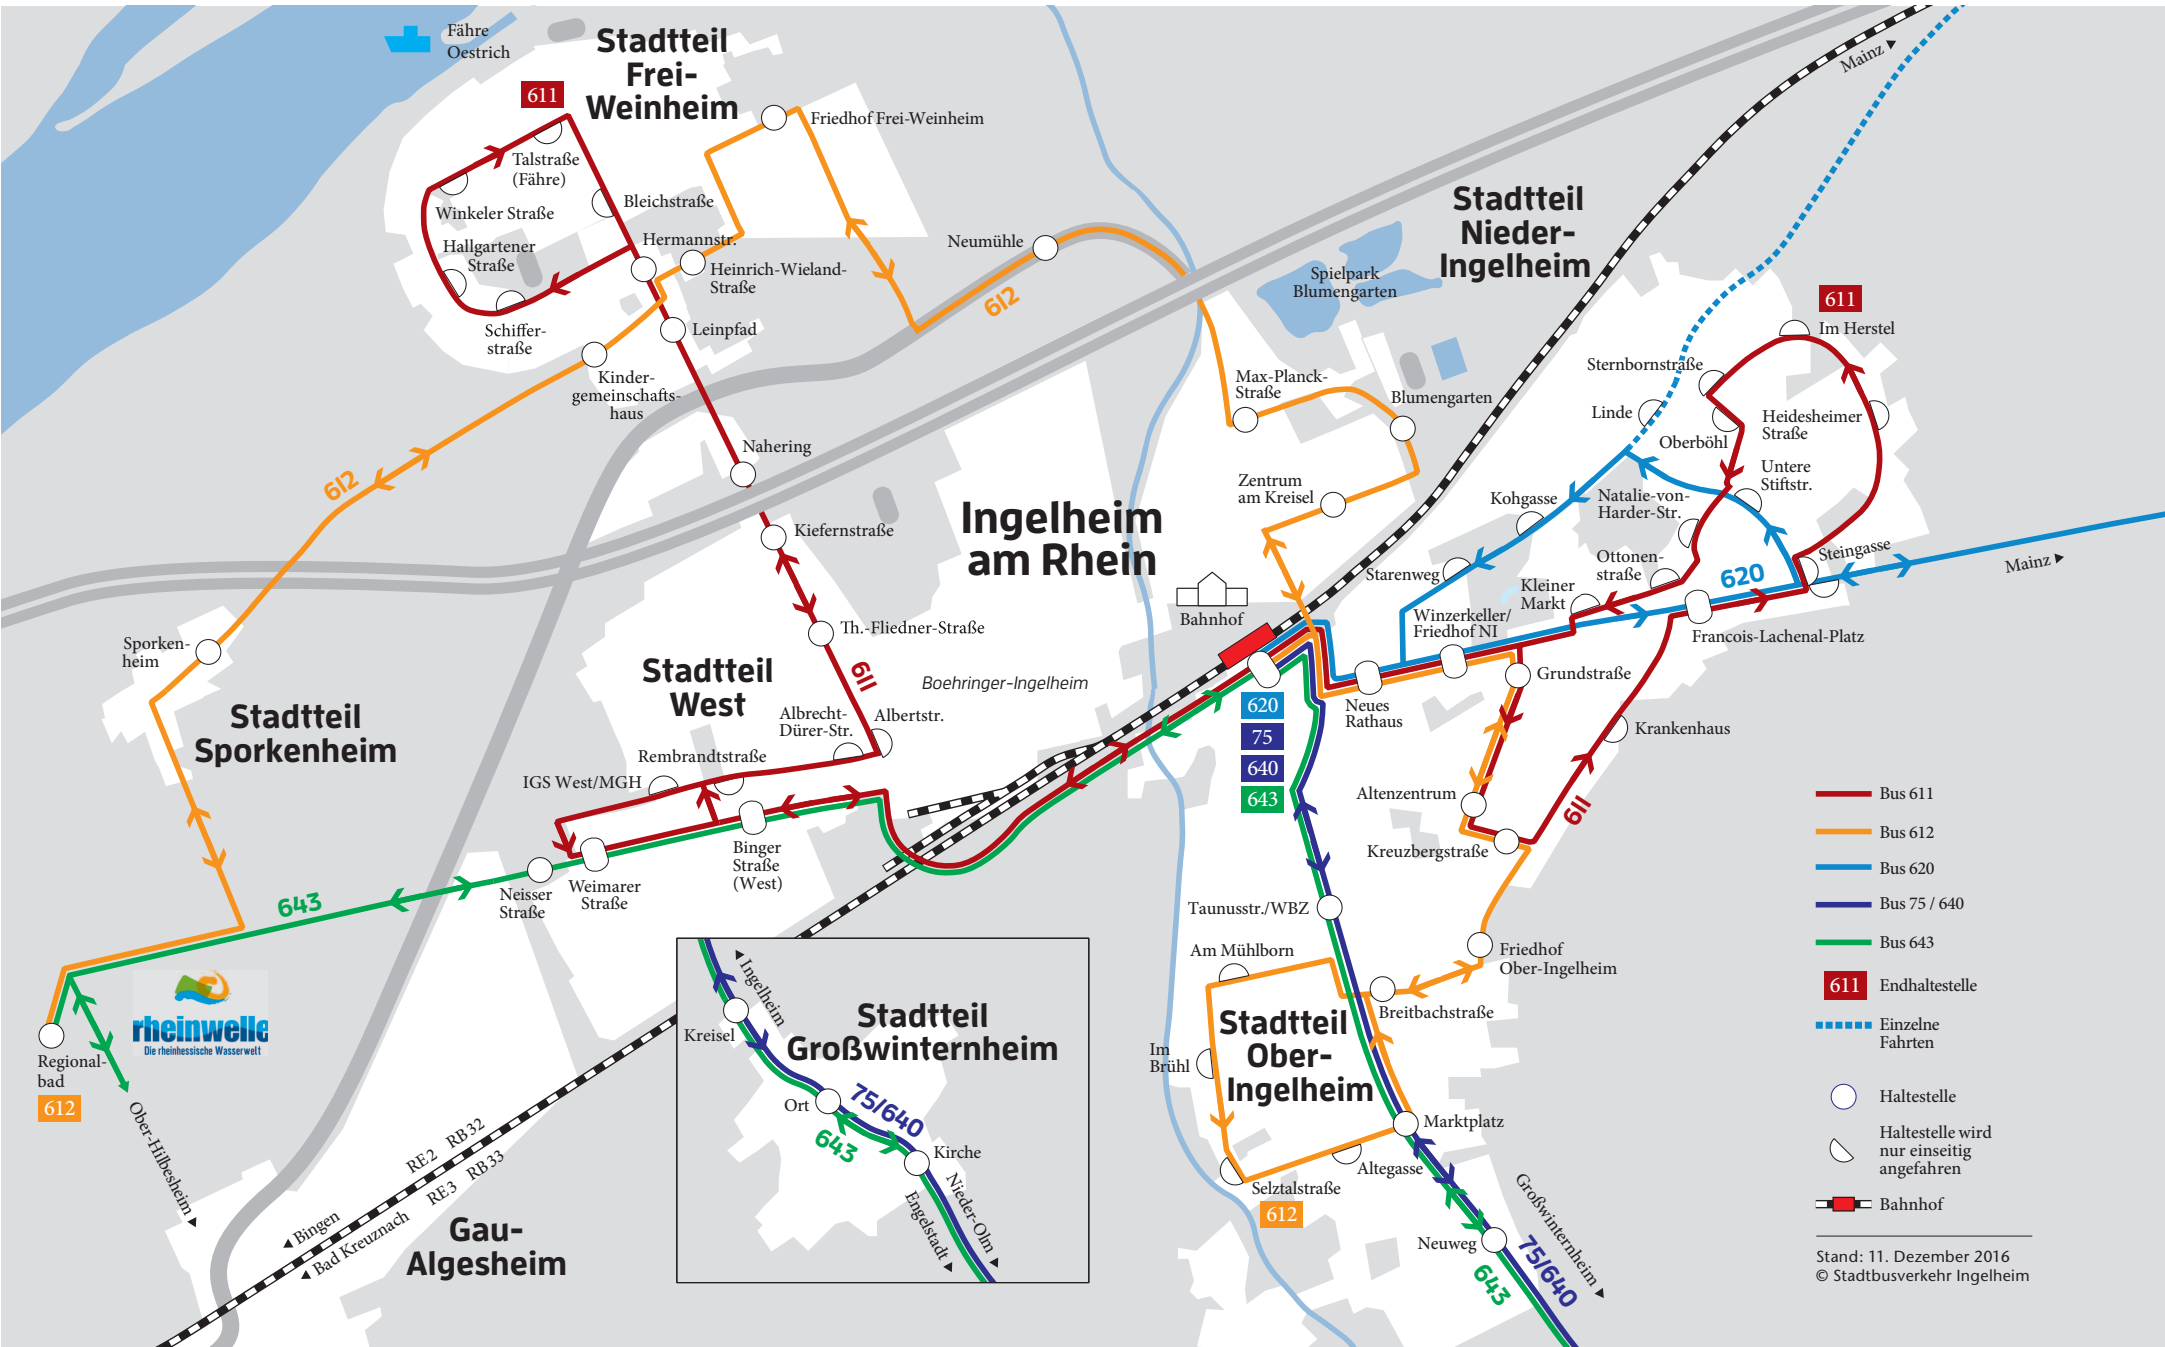 Fähre
Oestrich
Stadtteil
Frei-
Weinheim
611
Talstraße
(Fähre)
Winkeler Straße
Hallgartener
Straße
Schiffer-
straße
Bleichstraße
Hermannstr.
Heinrich-Wieland-
Straße
Leinpfad
Kinder-
gemeinschafts-
haus
Friedhof Frei-Weinheim
Neumühle
612
Nahering
612
Kiefernstraße
Th.-Fliedner-Straße
611
Mainz
Stadtteil
Nieder-
Ingelheim
Spielpark
Blumengarten
Max-Planck-
Straße
Blumengarten
Zentrum
am Kreisel
Ingelheim
am Rhein
Bahnhof
611
Im Herstel
Sternbornstraße
Linde
Oberböhl
Heidesheimer
Straße
Untere
Stiftstr.
Natalie-von-
Harder-Str.
Kohgasse
Starenweg
Ottonen-
straße
Kleiner
Markt
Steingasse
620
Mainz
Winzerkeller/
Friedhof NI
Francois-Lachenal-Platz
Grundstraße
Neues
Rathaus
Krankenhaus
Altenzentrum
611
Kreuzbergstraße
620
75
640
643
Sporken-
heim
Stadtteil
Sporkenheim
Stadtteil
West
Boehringer-Ingelheim
Albrecht-
Dürer-Str.
Albertstr.
Rembrandtstraße
IGS West/MGH
Binger
Straße
(West)
Weimarer
Straße
Neisser
Straße
643
rheinwelle
Die rheinhessische Wasserwelt
Regional-
bad
612
Ober-Hilbesheim
Taunusstr./WBZ
Am Mühlborn
Friedhof
Ober-Ingelheim
Breitbachstraße
Stadtteil
Ober-
Ingelheim
Im
Brühl
Marktplatz
Altegasse
Selztalstraße
612
Neuweg
Großwinternheim
75/640
643
Ingelheim
Kreisel
Stadtteil
Großwinternheim
Ort
75/640
643
Kirche
Nieder-Olm
Engelstadt
RE2 RB32
RE3 RB33
Bingen
Bad Kreuznach
Gau-
Algesheim
Bus 611
Bus 612
Bus 620
Bus 75 / 640
Bus 643
611 Endhaltestelle
Einzelne
Fahrten
Haltestelle
Haltestelle wird
nur einseitig
angefahren
Bahnhof
Stand: 11. Dezember 2016
© Stadtbusverkehr Ingelheim